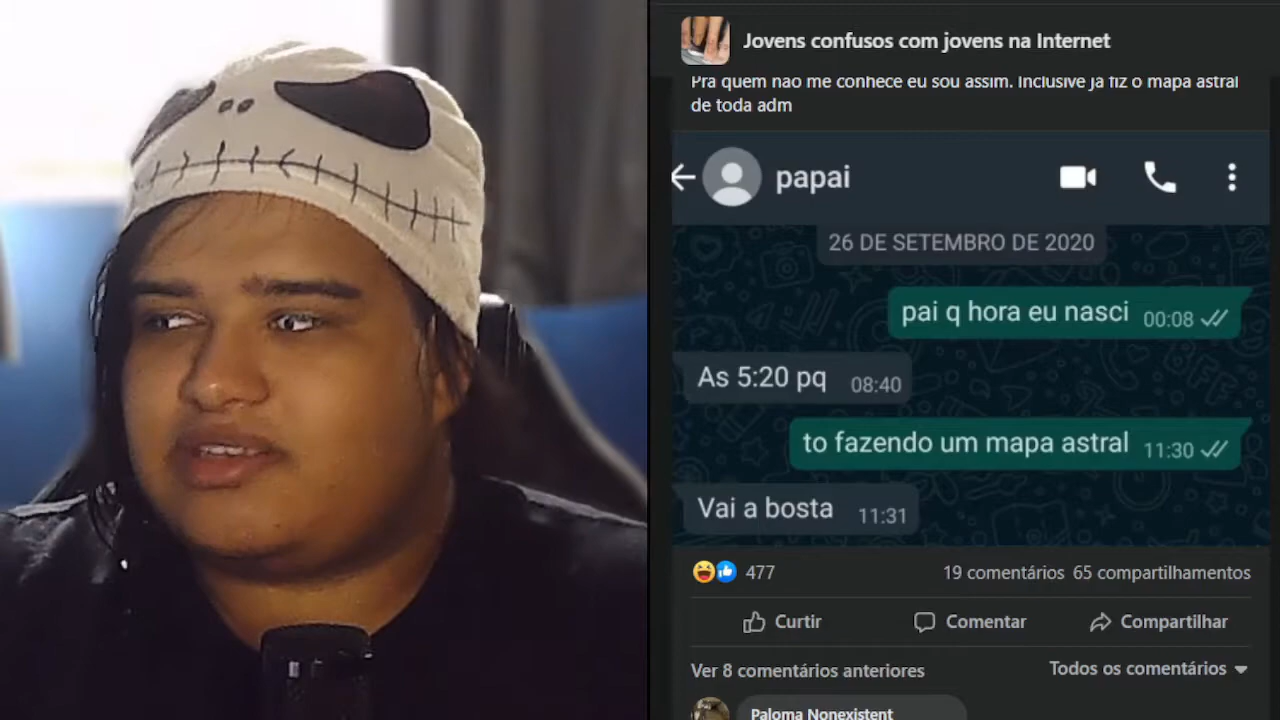 Jovens confusos com jovens na Internet
Pra quem não me conhece eu sou assim. Inclusive já fiz o mapa astral
de toda adm
papai
26 DE SETEMBRO DE 2020
pai q hora eu nasci 00:08
As 5:20 pq 08:40
to fazendo um mapa astral 11:30
Vai a bosta 11:31
477 19 comentários 65 compartilhamentos
Curtir Comentar Compartilhar
Ver 8 comentários anteriores Todos os comentários
Paloma Nonexistent